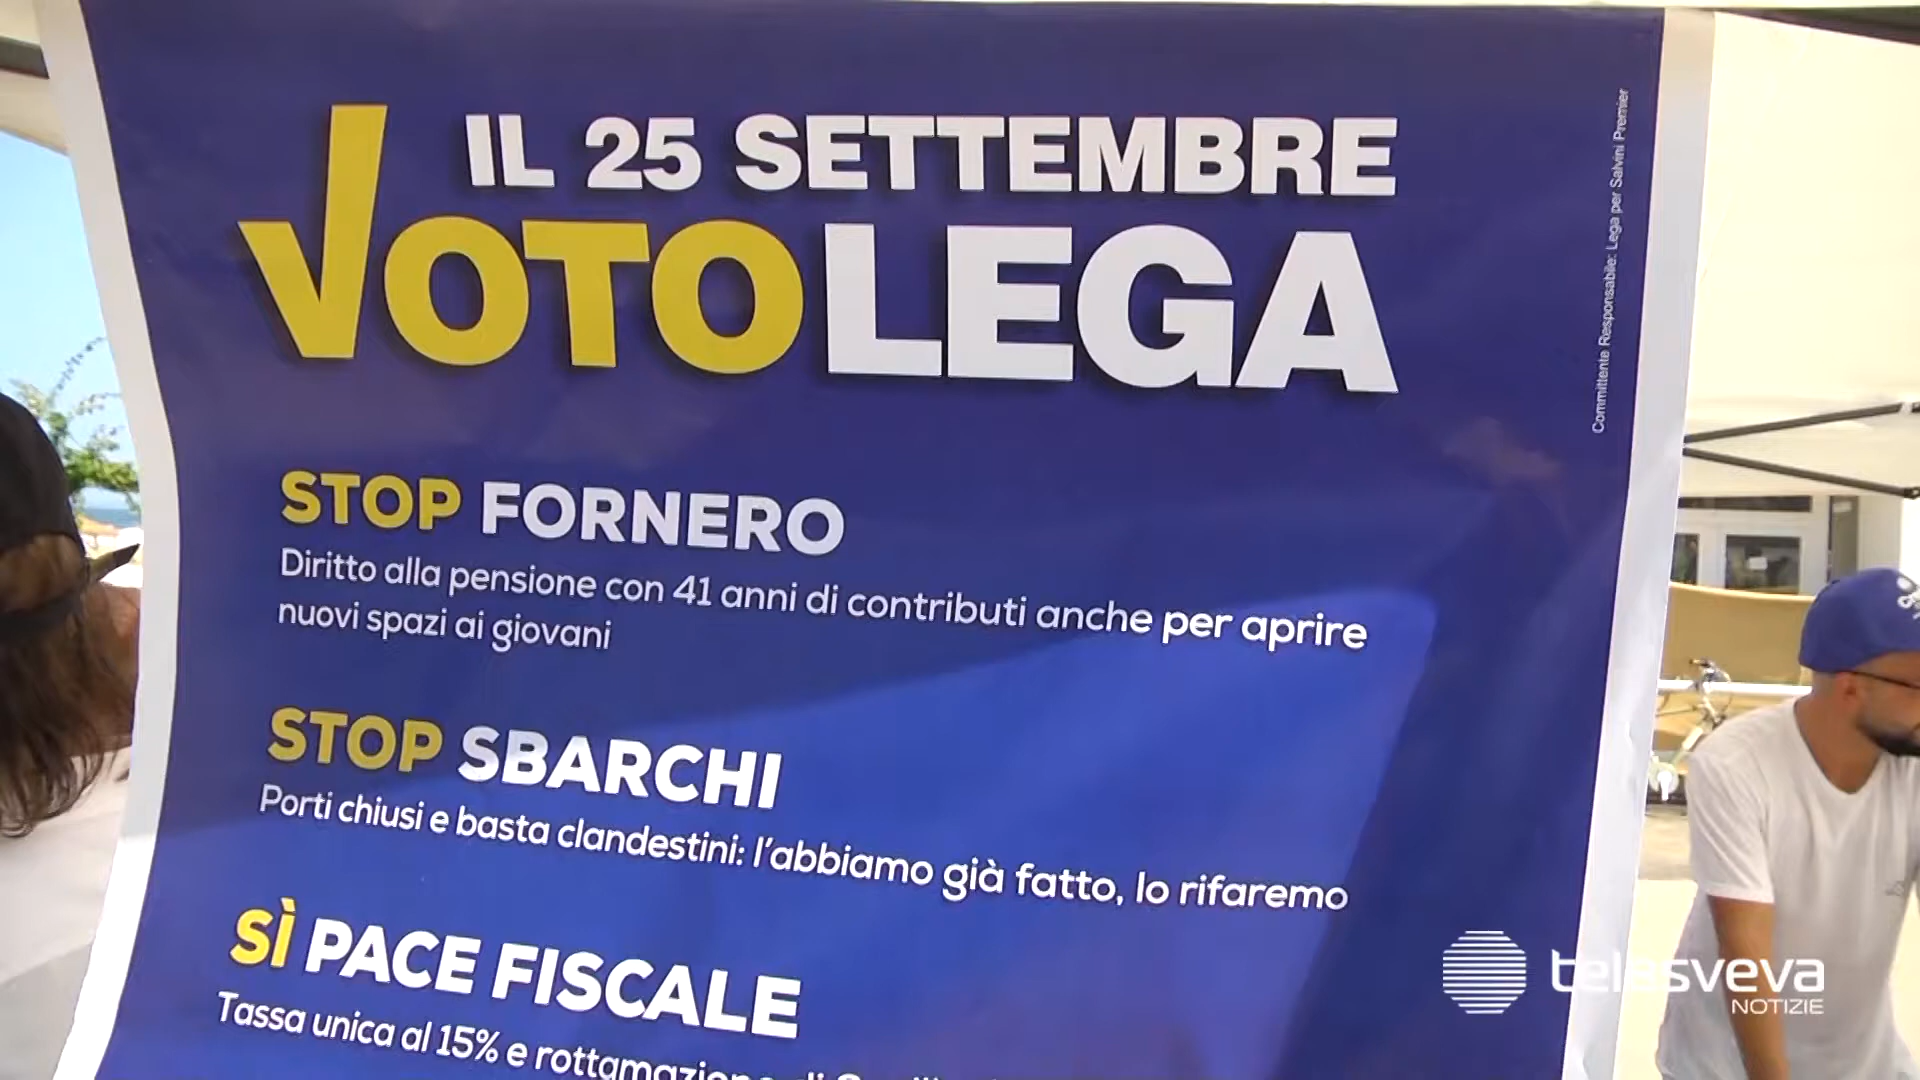 IL 25 SETTEMBRE
VOTO LEGA
Committente Responsabile: Lega per Salvini Premier
STOP FORNERO
Diritto alla pensione con 41 anni di contributi anche per aprire
nuovi spazi ai giovani
STOP SBARCHI
Porti chiusi e basta clandestini: l'abbiamo già fatto, lo rifaremo
SÌ PACE FISCALE
Tassa unica al 15% e rottamazione di
telesveva
NOTIZIE